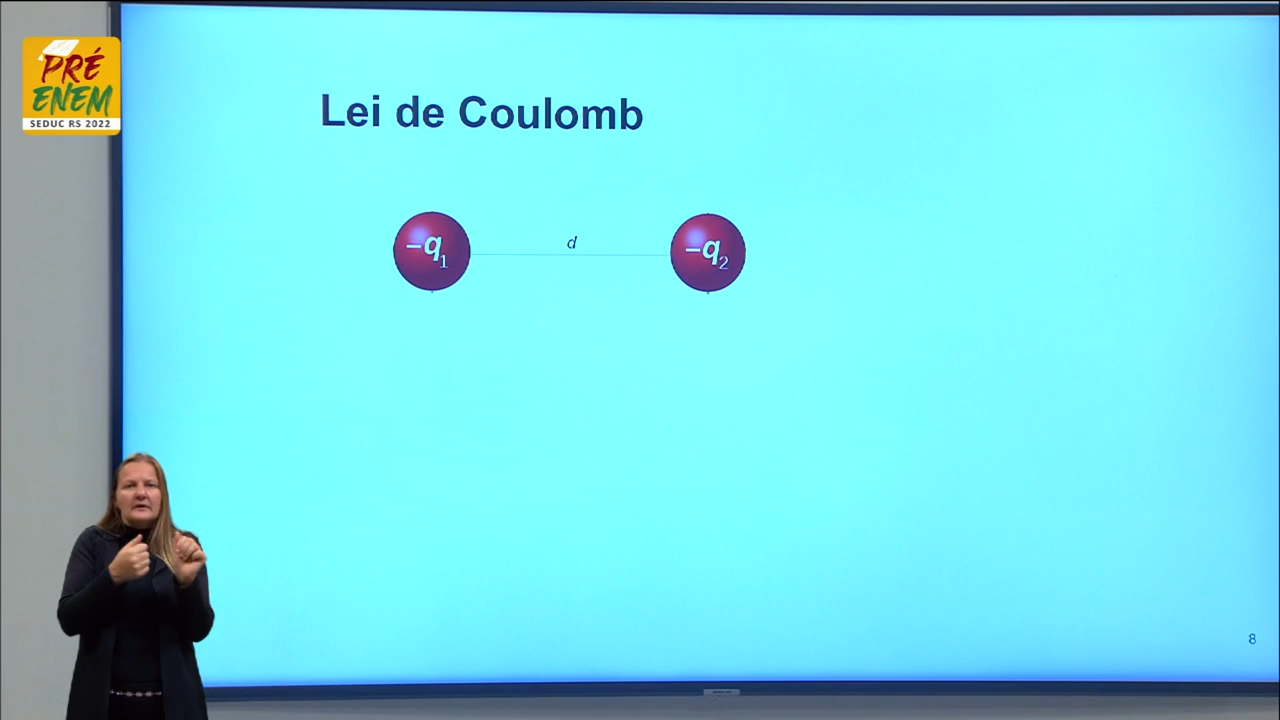 PRÉ
ENEM
SEDUC RS 2022
Lei de Coulomb
d
−q1
−q2
8